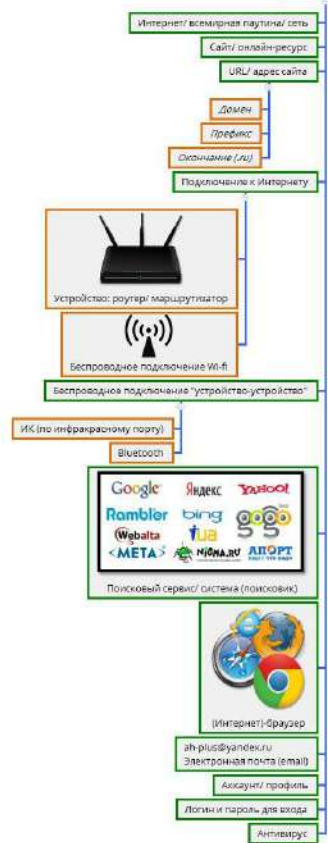 Интернет/ всемирная паутина/ сеть
Сайт/ онлайн-ресурс
URL/ адрес сайта
Домен
Префикс
Окончание (.ru)
Подключение к Интернету
Устройство: роутер/ маршрутизатор
Беспроводное подключение Wi-fi
Беспроводное подключение "устройство-устройство"
ИК (по инфракрасному порту)
Bluetooth
Google Яндекс YAHOO!
Rambler bing gogo
Webalta i.ua
<META> NIGMA.RU АПОРТ
Поисковый сервис/ система (поисковик)
(Интернет)-браузер
ah-plus@yandex.ru
Электронная почта (email)
Аккаунт/ профиль
Логин и пароль для входа
Антивирус